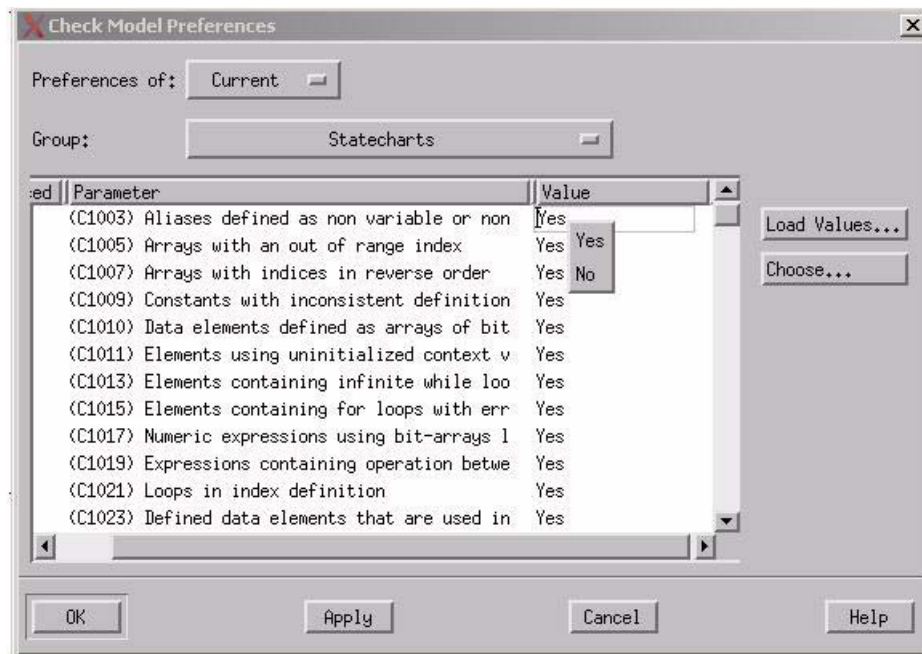 Check Model Preferences
Preferences of: Current
Group: Statecharts
:ed Parameter Value
(C1003) Aliases defined as non variable or non Yes
(C1005) Arrays with an out of range index Yes
(C1007) Arrays with indices in reverse order Yes
(C1009) Constants with inconsistent definition Yes
(C1010) Data elements defined as arrays of bit Yes
(C1011) Elements using uninitialized context v Yes
(C1013) Elements containing infinite while loo Yes
(C1015) Elements containing for loops with err Yes
(C1017) Numeric expressions using bit-arrays l Yes
(C1019) Expressions containing operation betwe Yes
(C1021) Loops in index definition Yes
(C1023) Defined data elements that are used in Yes
Yes
No
Load Values...
Choose...
OK Apply Cancel Help